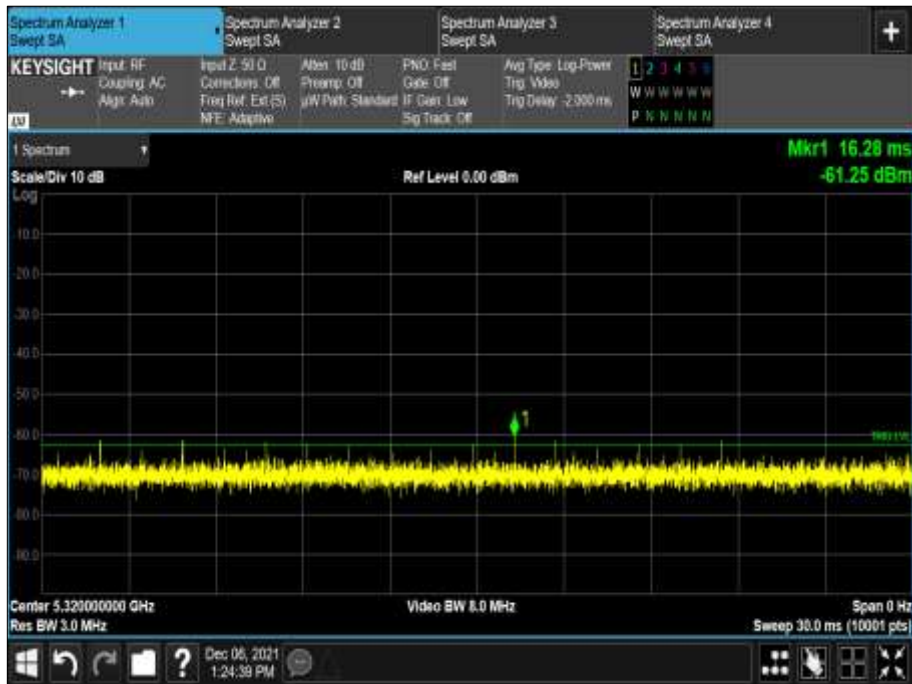 Spectrum Analyzer 1
Swept SA
Spectrum Analyzer 2
Swept SA
Spectrum Analyzer 3
Swept SA
Spectrum Analyzer 4
Swept SA
+
KEYSIGHT
Input: RF
Coupling: AC
Align: Auto
Input Z: 50 Ω
Corrections: Off
Freq Ref: Ext (S)
NFE: Adaptive
Atten: 10 dB
Preamp: Off
µW Path: Standard
PNO: Fast
Gate: Off
IF Gain: Low
Sig Track: Off
Avg Type: Log-Power
Trig: Video
Trig Delay: -2.000 ms
1 2 3 4 5 6
W W W W W W
P N N N N N
1 Spectrum
Scale/Div 10 dB
Ref Level 0.00 dBm
Mkr1 16.28 ms
-61.25 dBm
Log
-10.0
-20.0
-30.0
-40.0
-50.0
1
-60.0
TRIG LVL
-70.0
-80.0
-90.0
Center 5.320000000 GHz
Video BW 8.0 MHz
Span 0 Hz
Res BW 3.0 MHz
Sweep 30.0 ms (10001 pts)
?
Dec 06, 2021
1:24:39 PM